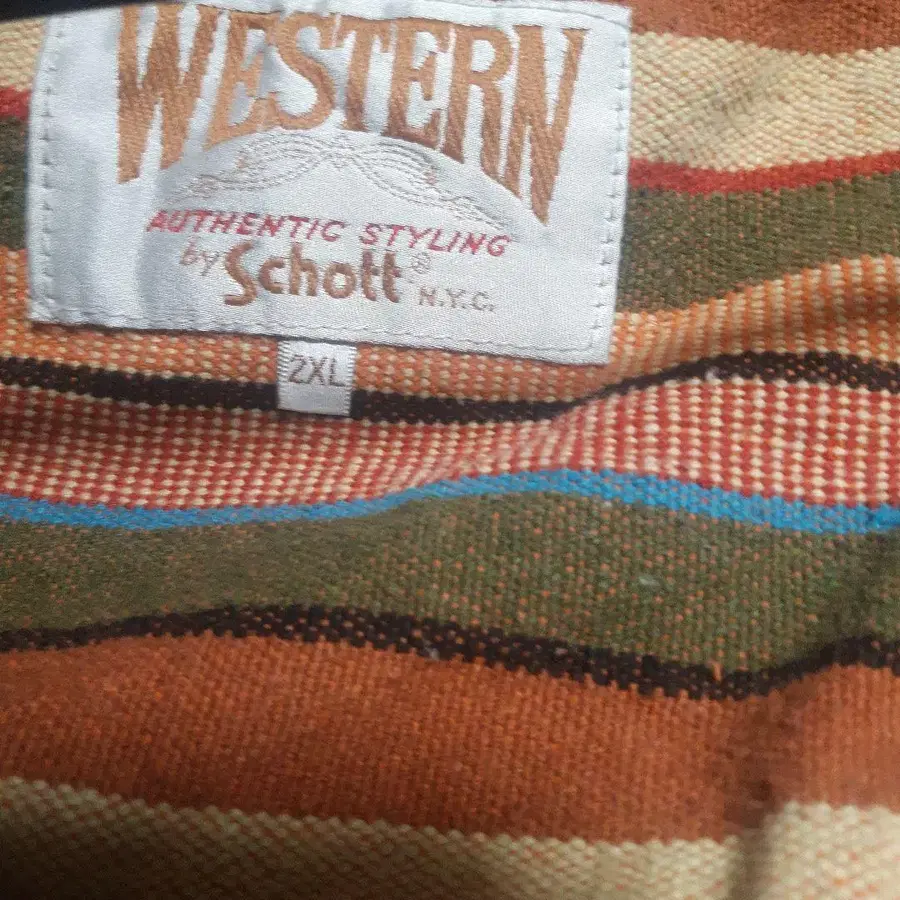 WESTERN
AUTHENTIC STYLING
by Schott® N.Y.C.
2XL